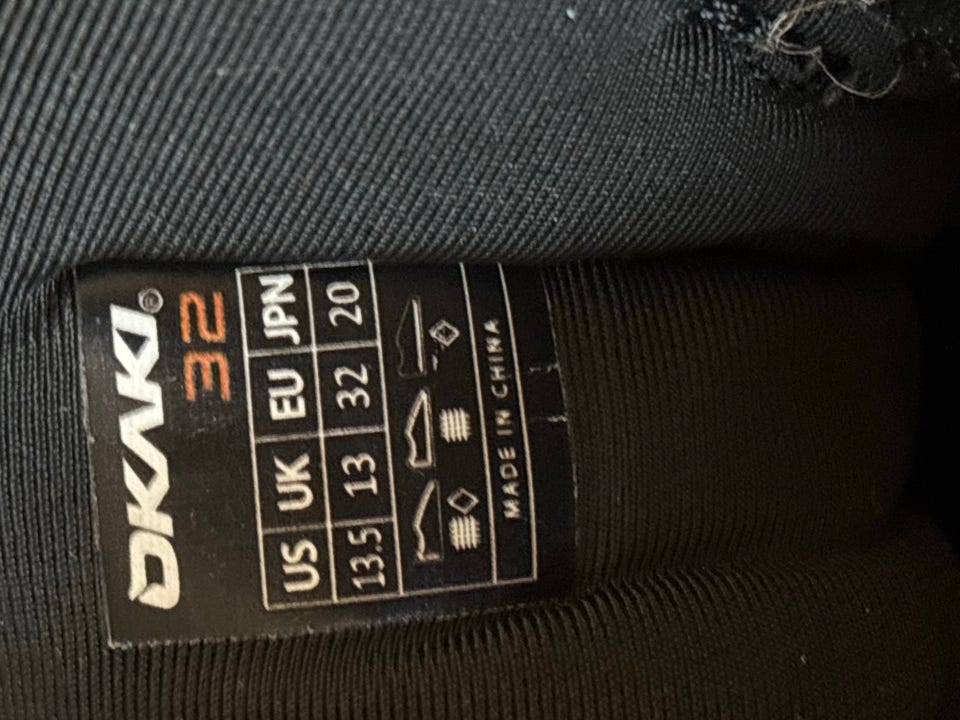 DKAKI®
32
US UK EU JPN
13.5 13 32 20
MADE IN CHINA